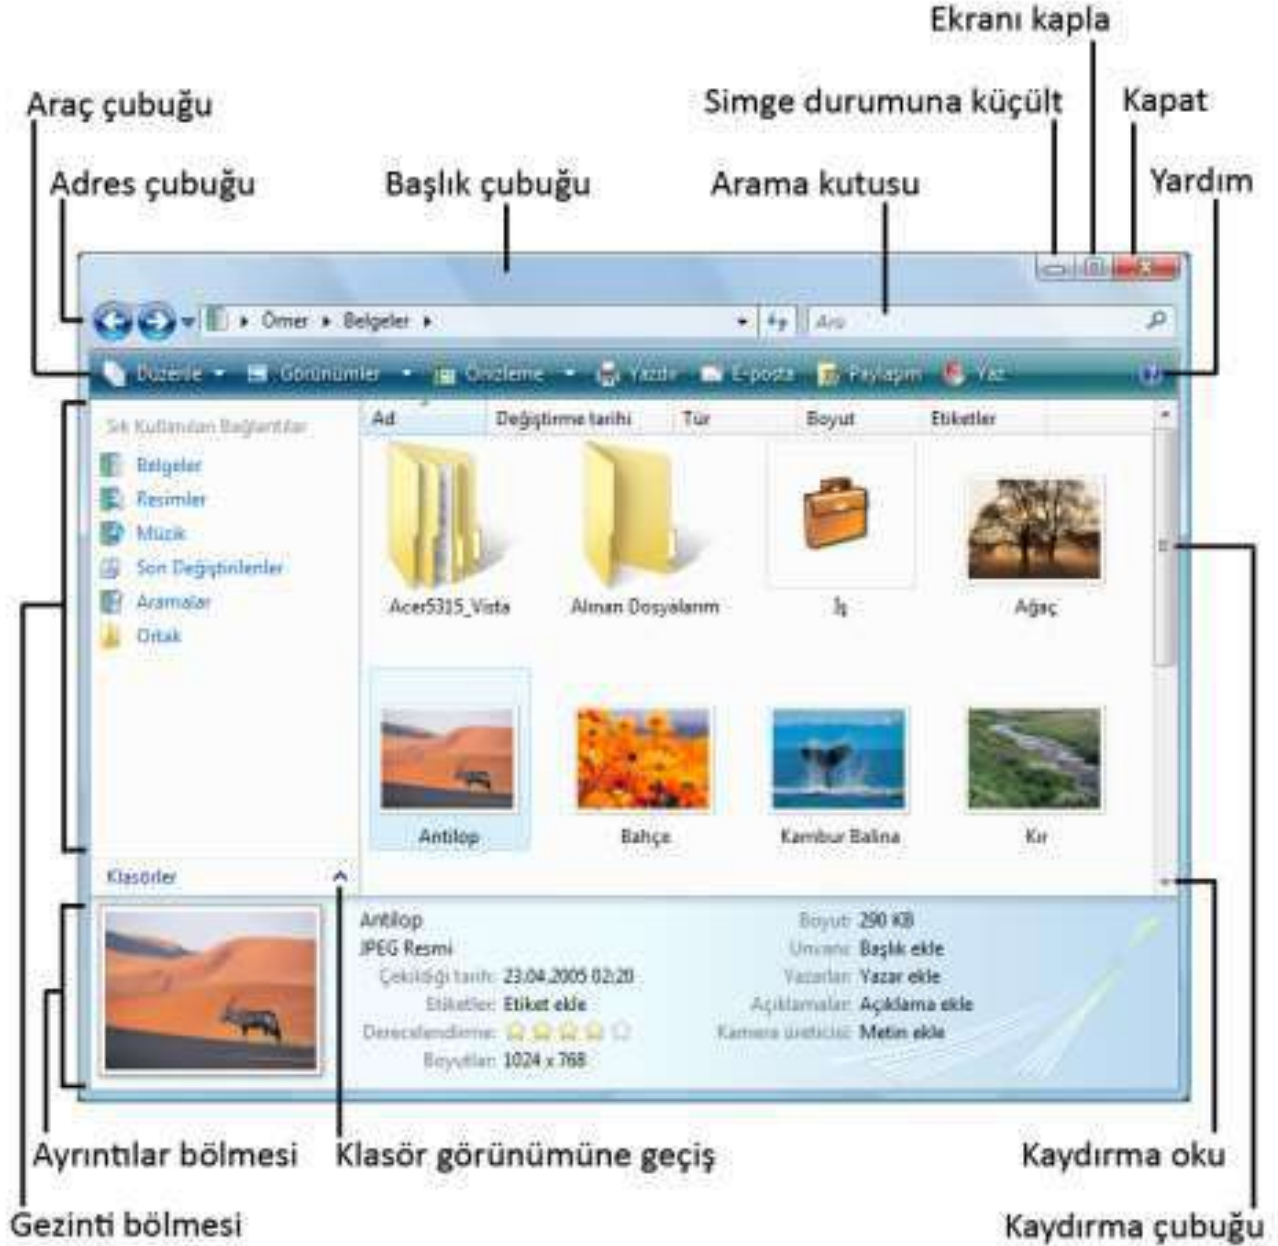 Ekranı kapla
Araç çubuğu
Simge durumuna küçült
Kapat
Adres çubuğu
Başlık çubuğu
Arama kutusu
Yardım
Ömer
Belgeler
Ara
Düzenle
Görünümler
Önizleme
Yazdır
E-posta
Paylaşım
Yaz
Sık Kullanılan Bağlantılar
Ad
Değiştirme tarihi
Tür
Boyut
Etiketler
Belgeler
Resimler
Müzik
Son Değiştirilenler
Aramalar
Ortak
Acer5315_Vista
Alınan Dosyalarım
İş
Ağaç
Antilop
Bahçe
Kambur Balina
Kır
Klasörler
Antilop
JPEG Resmi
Çekildiği tarih: 23.04.2005 02:20
Etiketler: Etiket ekle
Derecelendirme:
Boyutlar: 1024 x 768
Boyut: 290 KB
Unvanı: Başlık ekle
Yazarlar: Yazar ekle
Açıklamalar: Açıklama ekle
Kamera üreticisi: Metin ekle
Ayrıntılar bölmesi
Klasör görünümüne geçiş
Kaydırma oku
Gezinti bölmesi
Kaydırma çubuğu